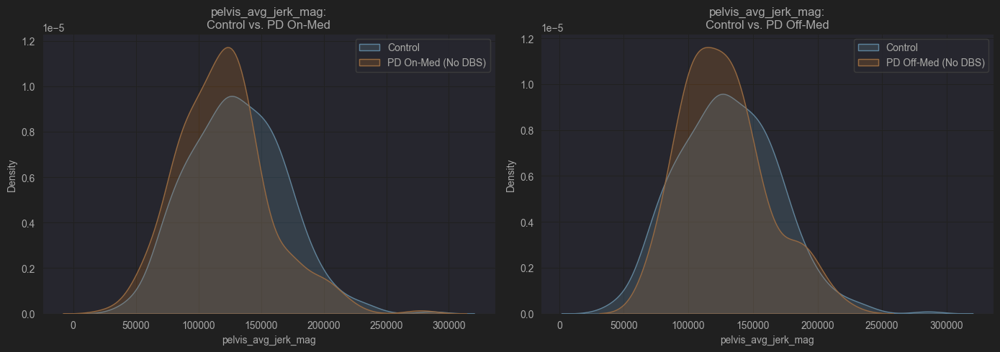 pelvis_avg_jerk_mag:
Control vs. PD On-Med
1e−5
1.2
1.0
0.8
0.6
0.4
0.2
0.0
Density
0
50000
100000
150000
200000
250000
300000
pelvis_avg_jerk_mag
Control
PD On-Med (No DBS)
pelvis_avg_jerk_mag:
Control vs. PD Off-Med
1e−5
1.2
1.0
0.8
0.6
0.4
0.2
0.0
Density
0
50000
100000
150000
200000
250000
300000
pelvis_avg_jerk_mag
Control
PD Off-Med (No DBS)